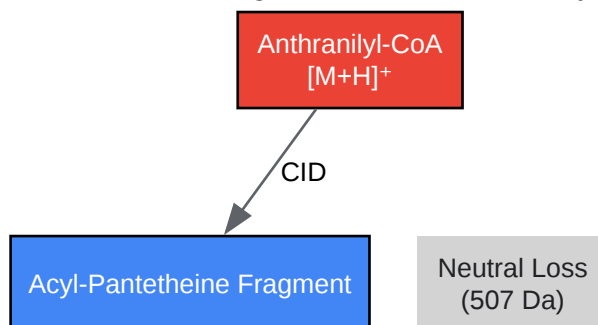 Anthranilyl-CoA
[M+H]⁺
CID
Acyl-Pantetheine Fragment
Neutral Loss
(507 Da)